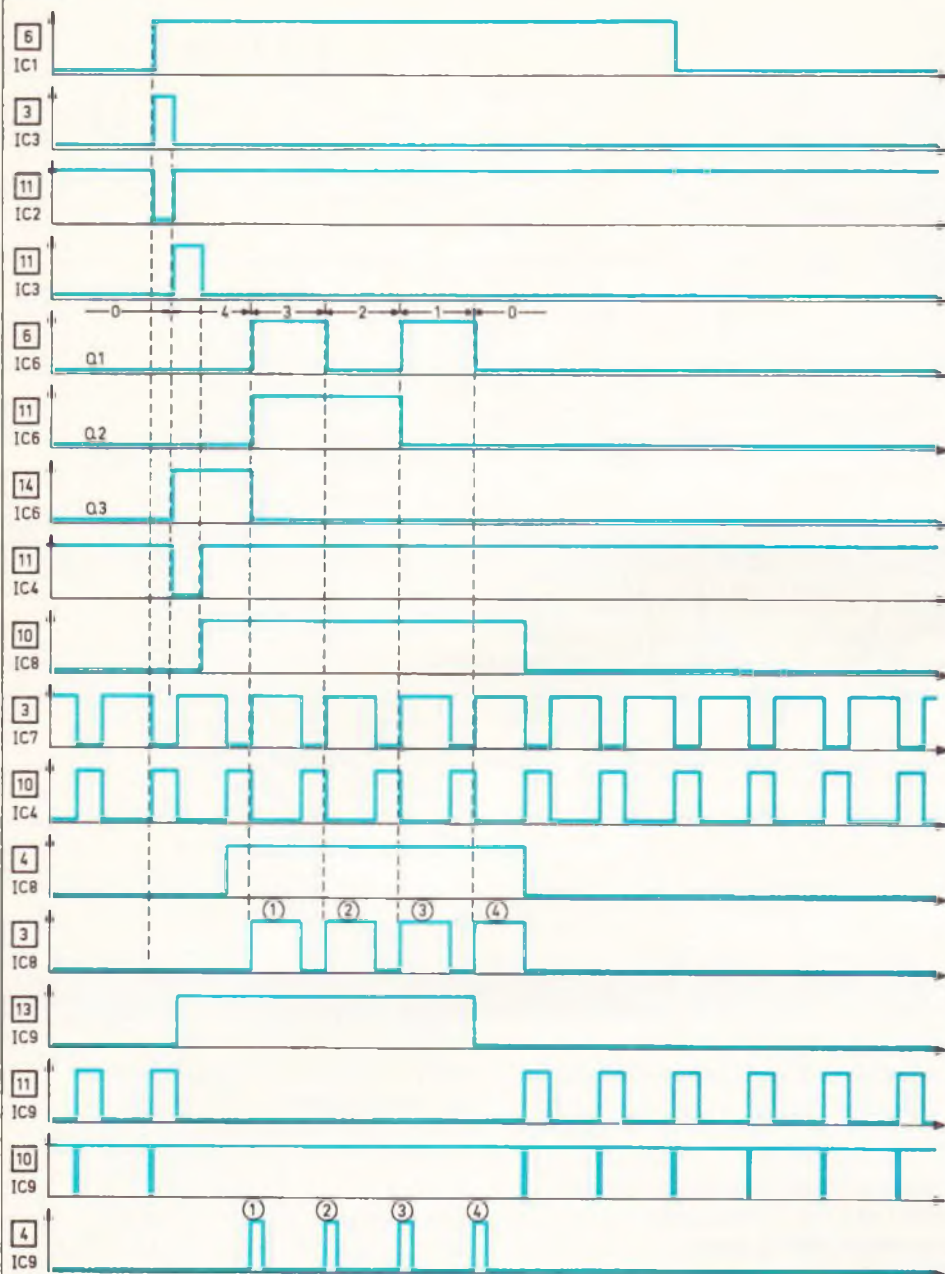 6
IC1
3
IC3
11
IC2
11
IC3
0 4 3 2 1 0
6
IC6 Q1
11
IC6 Q2
14
IC6 Q3
11
IC4
10
IC8
3
IC7
10
IC4
4
IC8
① ② ③ ④
3
IC8
13
IC9
11
IC9
10
IC9
① ② ③ ④
4
IC9